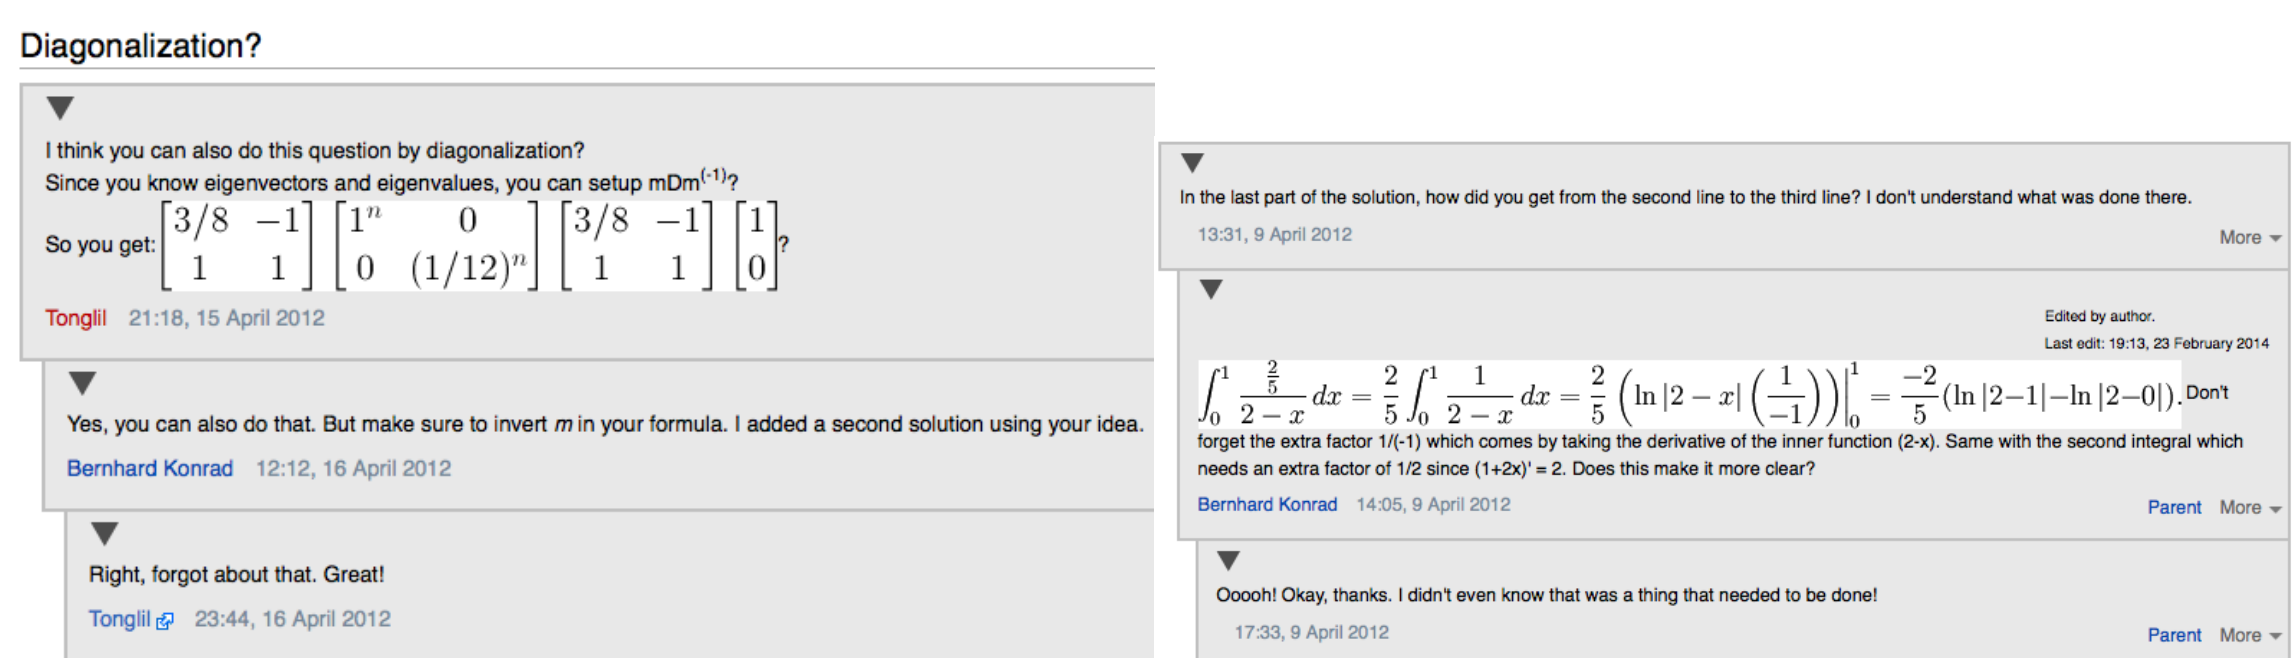 Diagonalization?
I think you can also do this question by diagonalization?
Since you know eigenvectors and eigenvalues, you can setup mDm^(-1)?
So you get: [3/8 −1; 1 1] [1^n 0; 0 (1/12)^n] [3/8 −1; 1 1] [1; 0]?
Tonglil 21:18, 15 April 2012
Yes, you can also do that. But make sure to invert m in your formula. I added a second solution using your idea.
Bernhard Konrad 12:12, 16 April 2012
Right, forgot about that. Great!
Tonglil 23:44, 16 April 2012
In the last part of the solution, how did you get from the second line to the third line? I don't understand what was done there.
13:31, 9 April 2012 More
Edited by author.
Last edit: 19:13, 23 February 2014
∫_0^1 (2/5)/(2 − x) dx = 2/5 ∫_0^1 1/(2 − x) dx = 2/5 (ln |2 − x| (1/−1))|_0^1 = −2/5 (ln |2−1|−ln |2−0|). Don't
forget the extra factor 1/(-1) which comes by taking the derivative of the inner function (2-x). Same with the second integral which
needs an extra factor of 1/2 since (1+2x)' = 2. Does this make it more clear?
Bernhard Konrad 14:05, 9 April 2012 Parent More
Ooooh! Okay, thanks. I didn't even know that was a thing that needed to be done!
17:33, 9 April 2012 Parent More